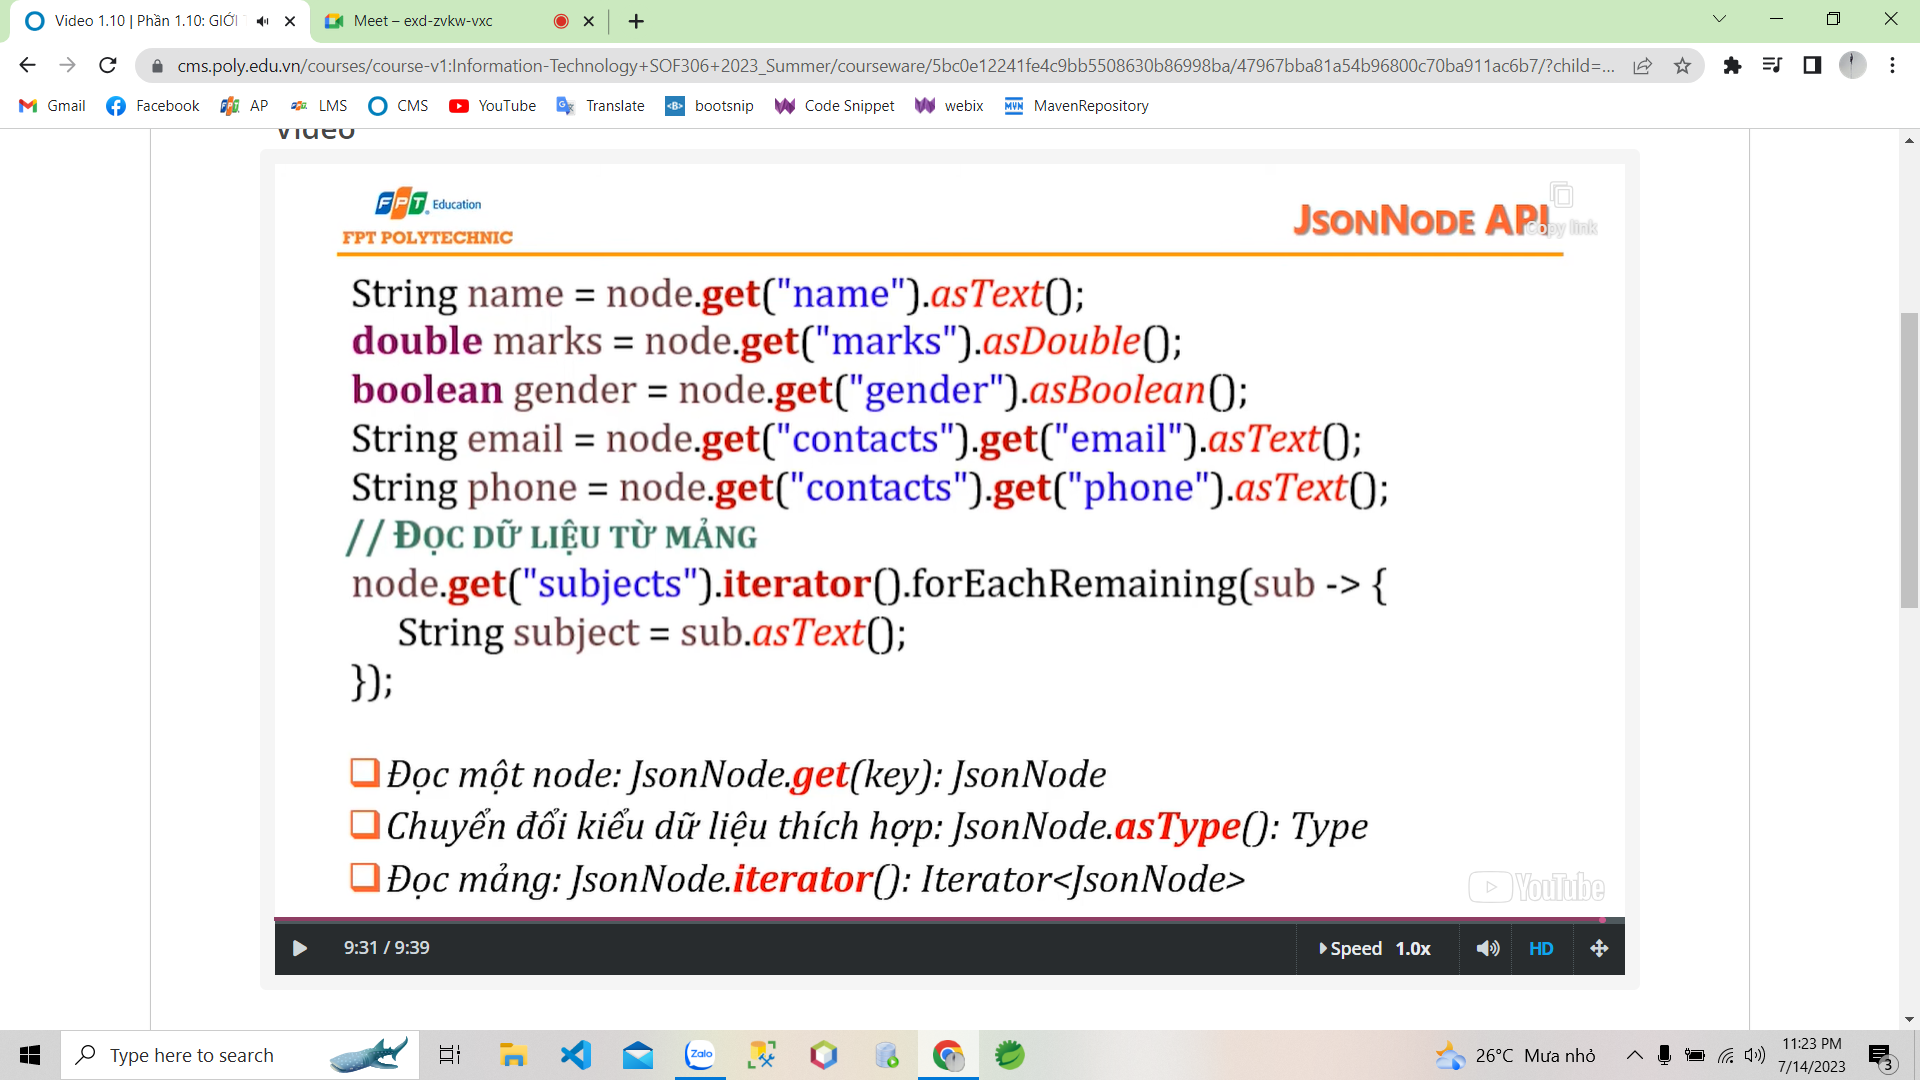 Video 1.10 | Phần 1.10: GIỚI
Meet – exd-zvkw-vxc
cms.poly.edu.vn/courses/course-v1:Information-Technology+SOF306+2023_Summer/courseware/5bc0e12241fe4c9bb5508630b86998ba/47967bba81a54b96800c70ba911ac6b7/?child=...
Gmail
Facebook
AP
LMS
CMS
YouTube
Translate
bootsnip
Code Snippet
webix
MavenRepository
Video
FPT Education
FPT POLYTECHNIC
JSONNODE API
Copy link
String name = node.get("name").asText();
double marks = node.get("marks").asDouble();
boolean gender = node.get("gender").asBoolean();
String email = node.get("contacts").get("email").asText();
String phone = node.get("contacts").get("phone").asText();
// ĐỌC DỮ LIỆU TỪ MẢNG
node.get("subjects").iterator().forEachRemaining(sub -> {
String subject = sub.asText();
});
Đọc một node: JsonNode.get(key): JsonNode
Chuyển đổi kiểu dữ liệu thích hợp: JsonNode.asType(): Type
Đọc mảng: JsonNode.iterator(): Iterator<JsonNode>
YouTube
9:31 / 9:39
Speed 1.0x
HD
Type here to search
Zalo
26°C Mưa nhỏ
11:23 PM
7/14/2023
3